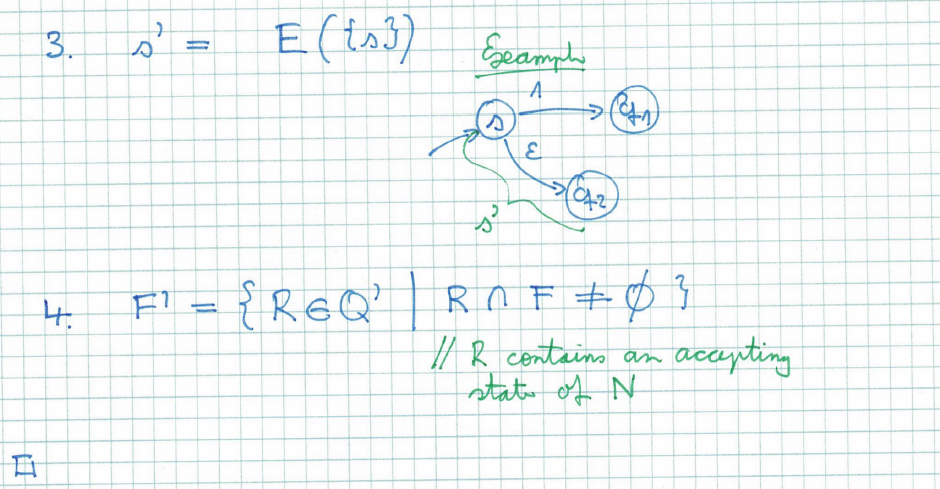 3. s' = E({s})
Example
1
s
q1
ε
q2
s'
4. F' = {R ∈ Q' | R ∩ F ≠ ∅}
// R contains an accepting
state of N
□